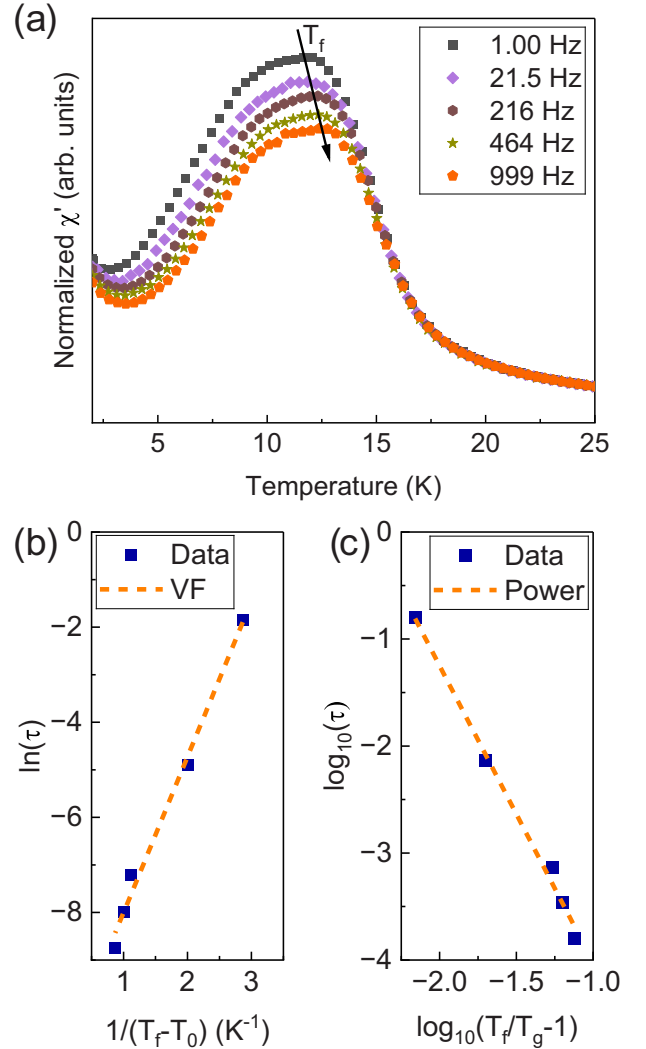 (a)
T_f
1.00 Hz
21.5 Hz
216 Hz
464 Hz
999 Hz
Normalized χ' (arb. units)
5 10 15 20 25
Temperature (K)
(b)
0
−2
−4
−6
−8
Data
VF
ln(τ)
1 2 3
1/(T_f-T_0) (K^-1)
(c)
0
−1
−2
−3
−4
Data
Power
log_10(τ)
−2.0 −1.5 −1.0
log_10(T_f/T_g-1)